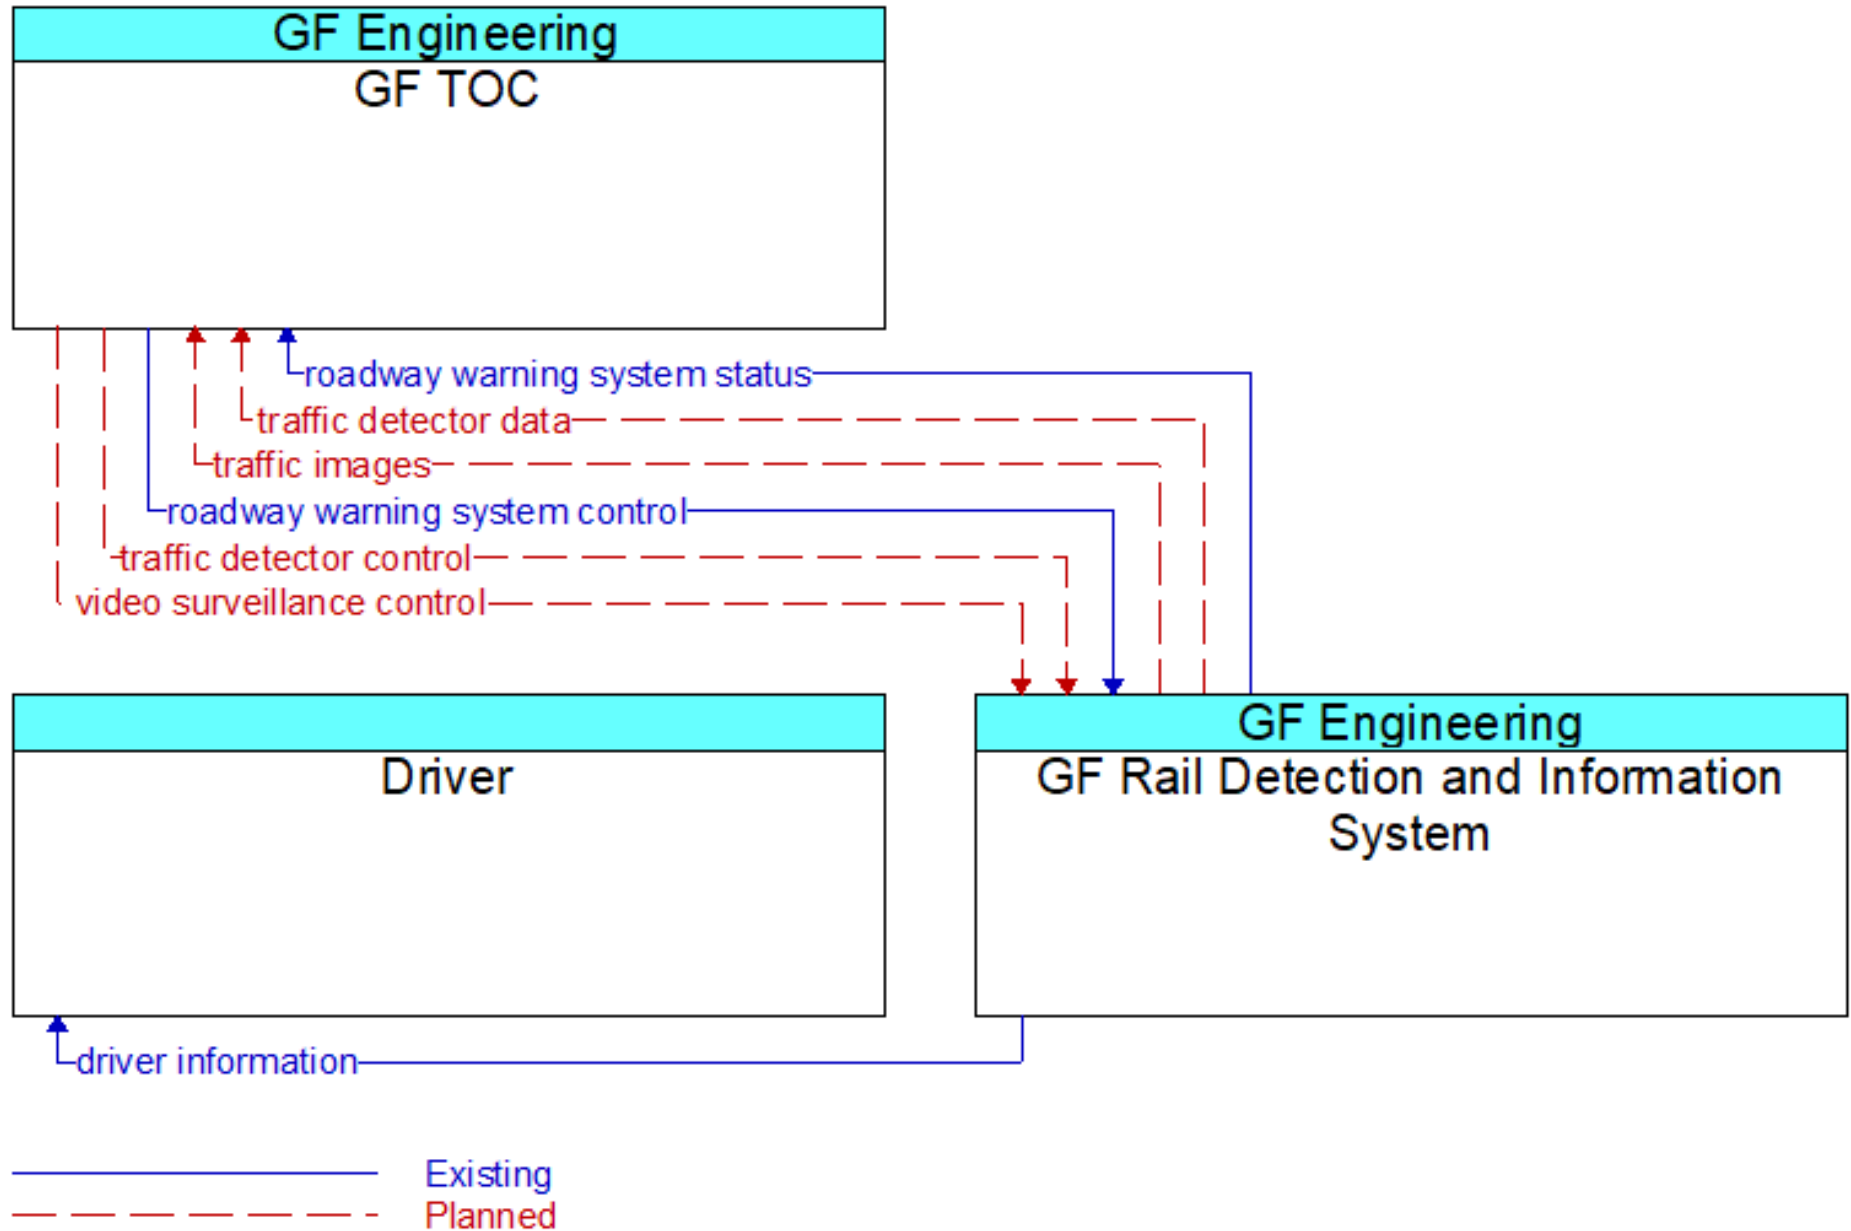 GF Engineering
GF TOC
roadway warning system status
traffic detector data
traffic images
roadway warning system control
traffic detector control
video surveillance control
Driver
GF Engineering
GF Rail Detection and Information
System
driver information
Existing
Planned